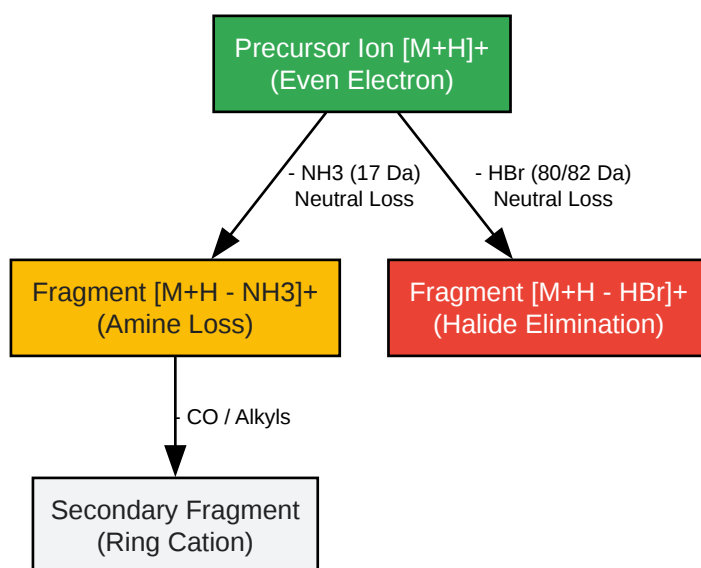 Precursor Ion [M+H]+
(Even Electron)
- NH3 (17 Da)
Neutral Loss
- HBr (80/82 Da)
Neutral Loss
Fragment [M+H - NH3]+
(Amine Loss)
Fragment [M+H - HBr]+
(Halide Elimination)
- CO / Alkyls
Secondary Fragment
(Ring Cation)